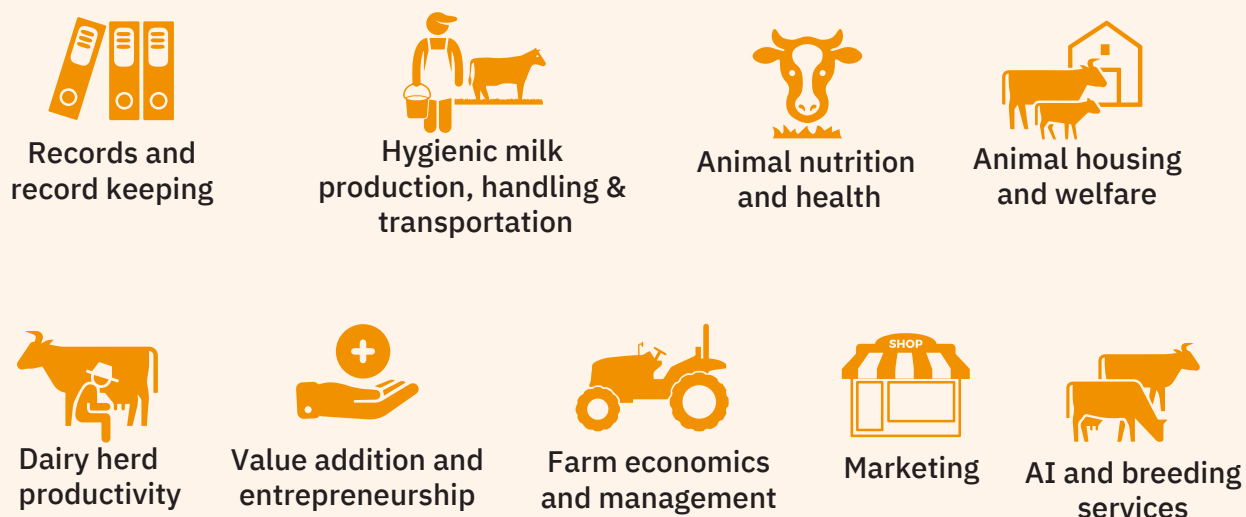 Records and
record keeping
Hygienic milk
production, handling &
transportation
Animal nutrition
and health
Animal housing
and welfare
Dairy herd
productivity
Value addition and
entrepreneurship
Farm economics
and management
SHOP
Marketing
AI and breeding
services